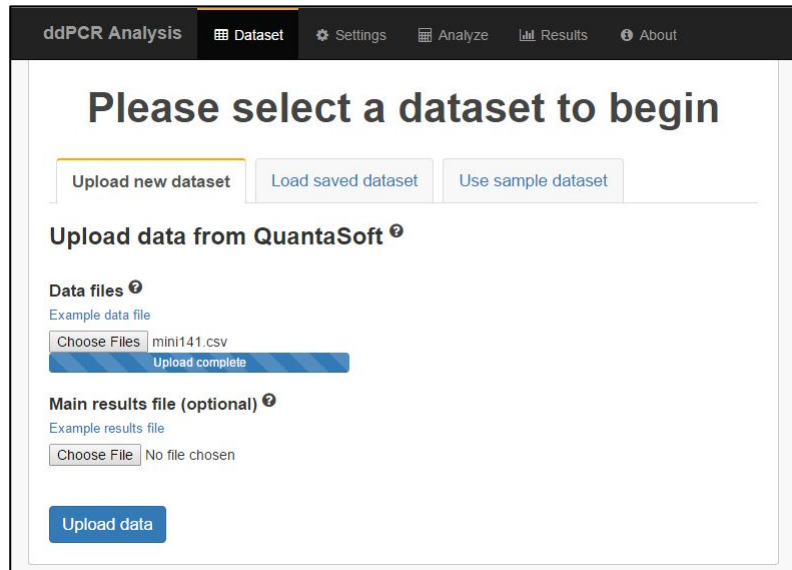 ddPCR Analysis Dataset Settings Analyze Results About
Please select a dataset to begin
Upload new dataset Load saved dataset Use sample dataset
Upload data from QuantaSoft ?
Data files ?
Example data file
Choose Files mini141.csv
Upload complete
Main results file (optional) ?
Example results file
Choose File No file chosen
Upload data